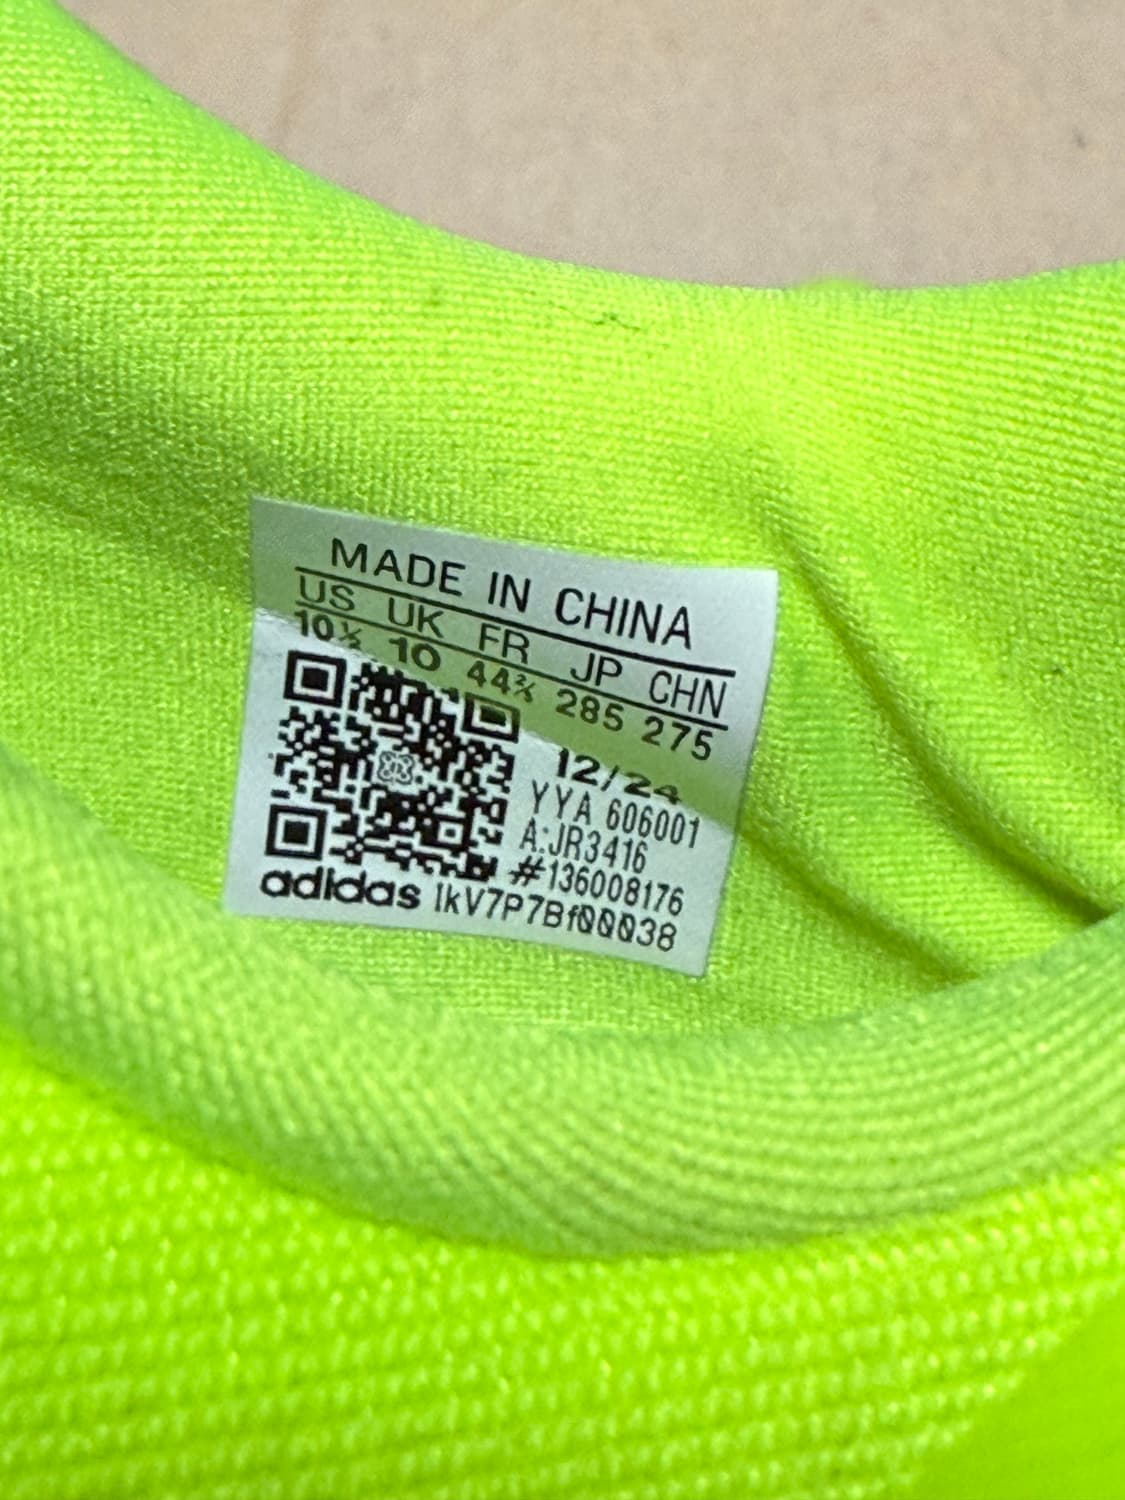 MADE IN CHINA
US UK FR JP CHN
10½ 10 44⅔ 285 275
12/24
YYA 606001
A:JR3416
#136008176
adidas 1kV7P7Bf00038